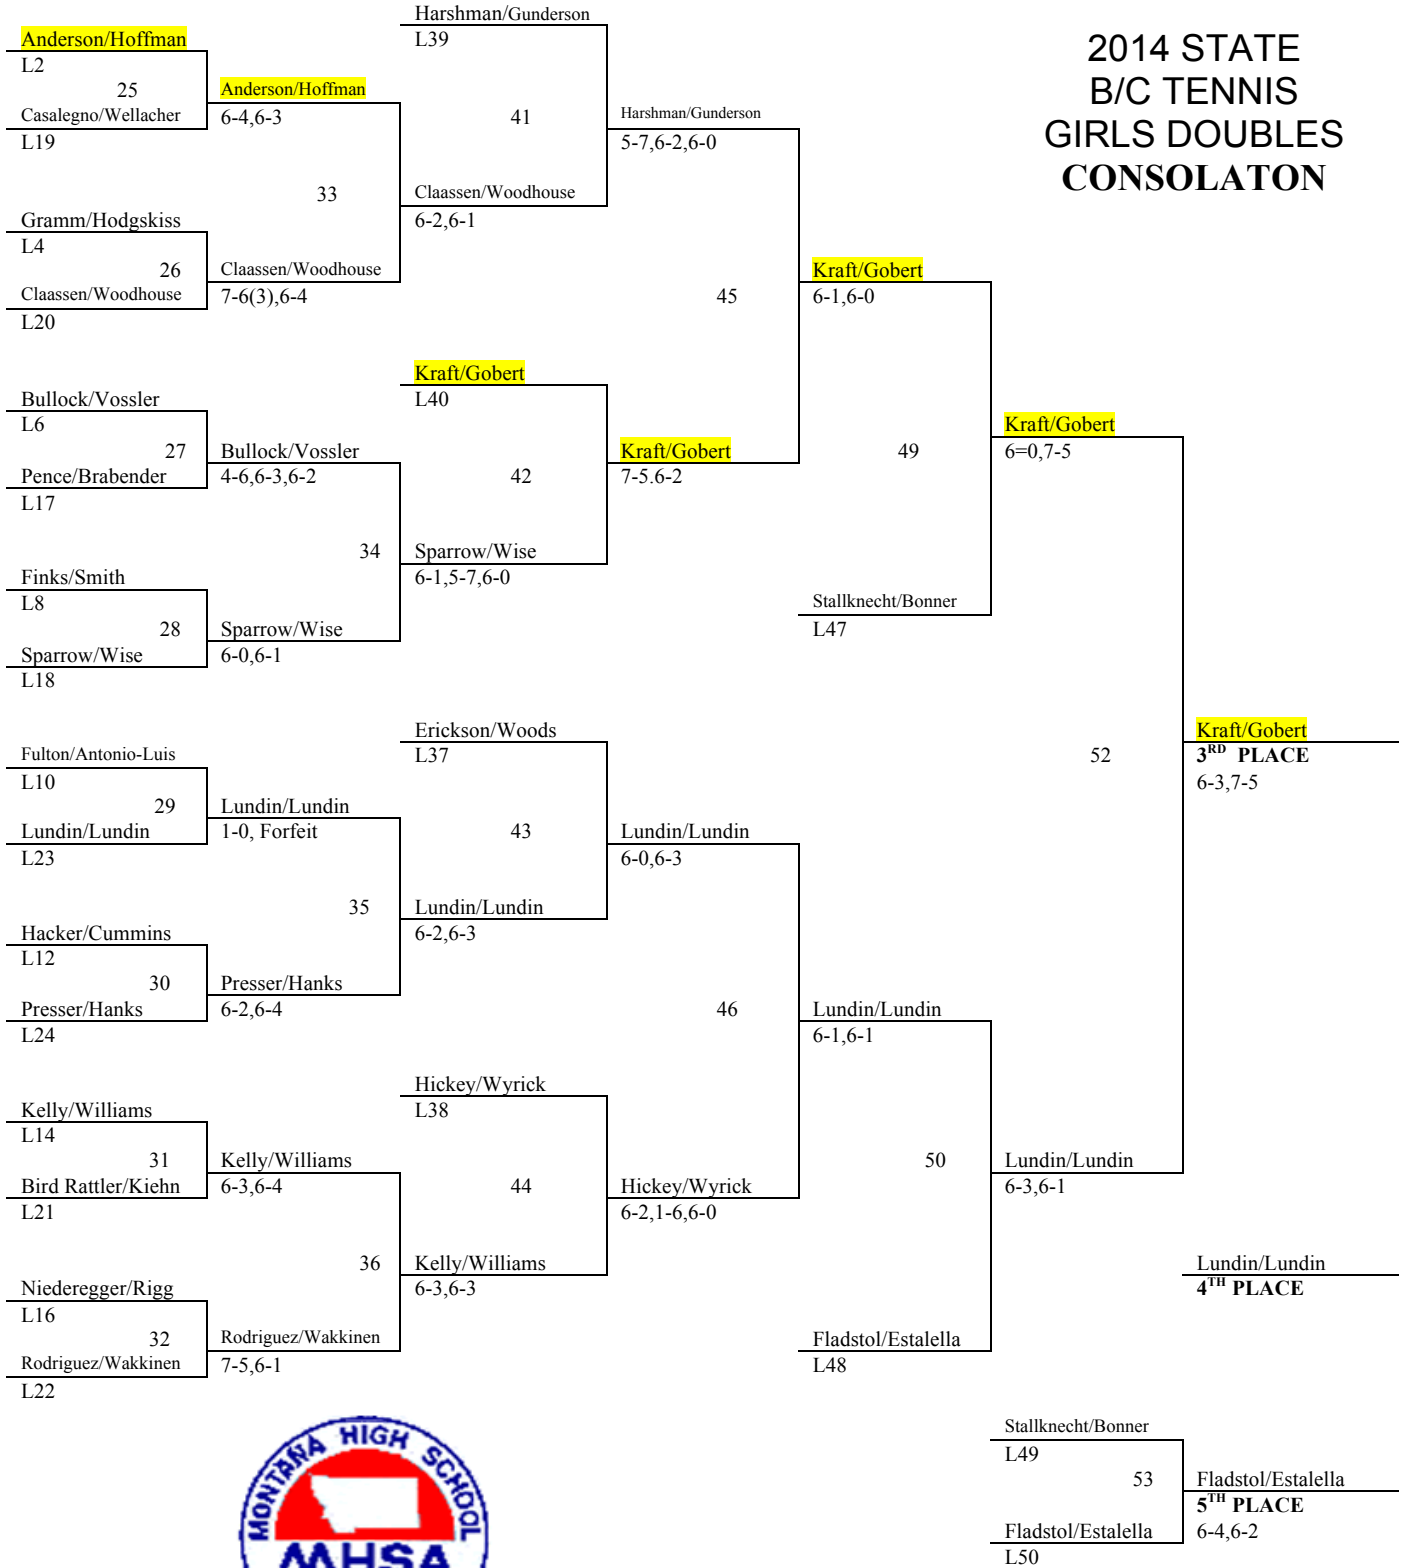 2014 STATE
B/C TENNIS
GIRLS DOUBLES
CONSOLATON
Anderson/Hoffman
L2
25
Casalegno/Wellacher
L19
Gramm/Hodgskiss
L4
26
Claassen/Woodhouse
L20
Bullock/Vossler
L6
27
Pence/Brabender
L17
Finks/Smith
L8
28
Sparrow/Wise
L18
Fulton/Antonio-Luis
L10
29
Lundin/Lundin
L23
Hacker/Cummins
L12
30
Presser/Hanks
L24
Kelly/Williams
L14
31
Bird Rattler/Kiehn
L21
Niederegger/Rigg
L16
32
Rodriguez/Wakkinen
L22
Anderson/Hoffman
6-4,6-3
33
Claassen/Woodhouse
7-6(3),6-4
Bullock/Vossler
4-6,6-3,6-2
34
Sparrow/Wise
6-0,6-1
Lundin/Lundin
1-0, Forfeit
35
Presser/Hanks
6-2,6-4
Kelly/Williams
6-3,6-4
36
Rodriguez/Wakkinen
7-5,6-1
Harshman/Gunderson
L39
41
Claassen/Woodhouse
6-2,6-1
Kraft/Gobert
L40
42
Sparrow/Wise
6-1,5-7,6-0
Erickson/Woods
L37
43
Lundin/Lundin
6-2,6-3
Hickey/Wyrick
L38
44
Kelly/Williams
6-3,6-3
Harshman/Gunderson
5-7,6-2,6-0
45
Kraft/Gobert
7-5.6-2
Lundin/Lundin
6-0,6-3
46
Hickey/Wyrick
6-2,1-6,6-0
Kraft/Gobert
6-1,6-0
49
Stallknecht/Bonner
L47
Lundin/Lundin
6-1,6-1
50
Fladstol/Estalella
L48
Kraft/Gobert
6=0,7-5
52
Lundin/Lundin
6-3,6-1
Kraft/Gobert
3RD PLACE
6-3,7-5
Lundin/Lundin
4TH PLACE
Stallknecht/Bonner
L49
53
Fladstol/Estalella
L50
Fladstol/Estalella
5TH PLACE
6-4,6-2
MONTANA HIGH SCHOOL
MHSA